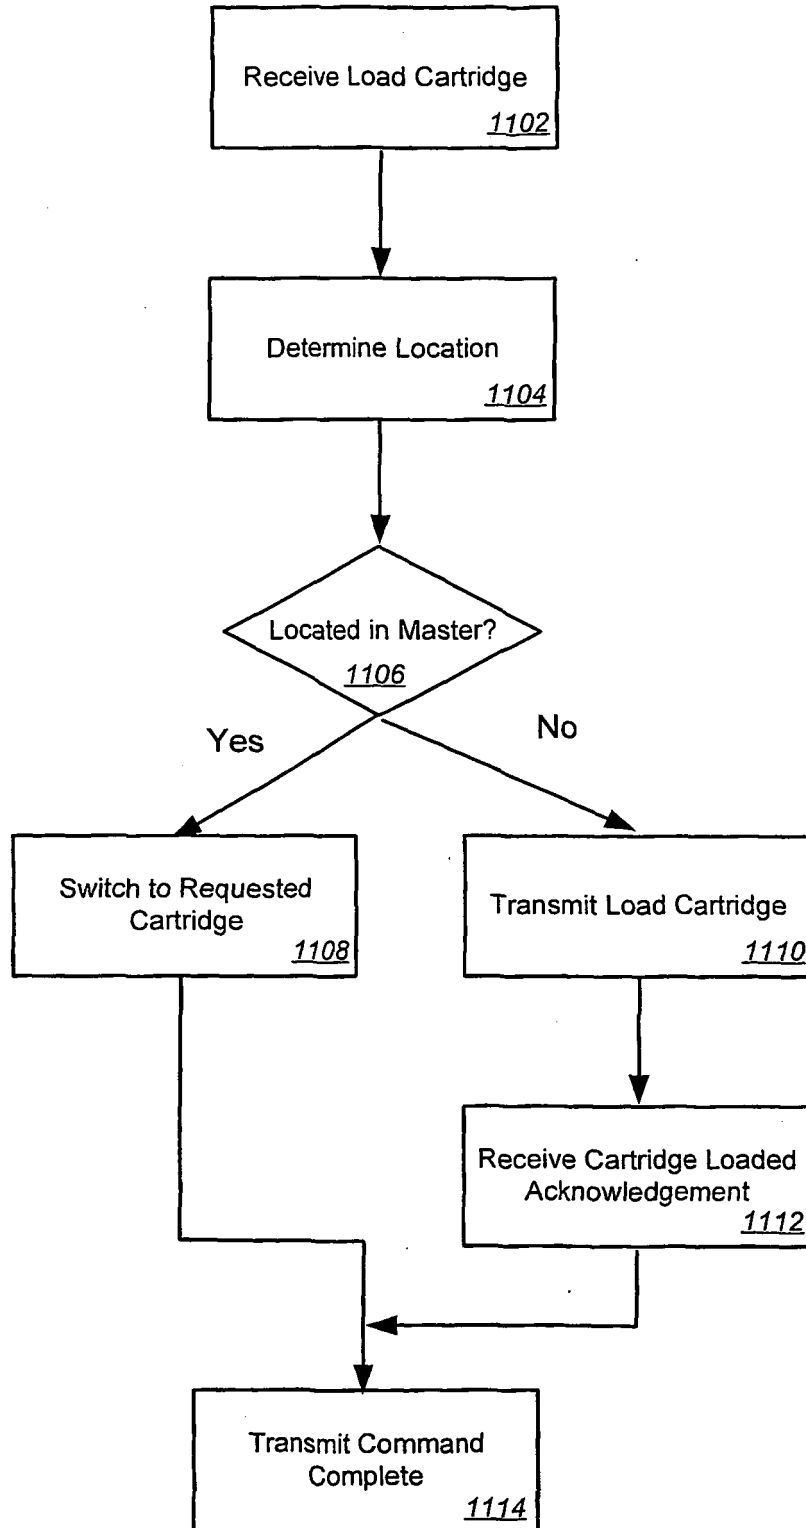 Receive Load Cartridge
1102
Determine Location
1104
Located in Master?
1106
Yes
No
Switch to Requested
Cartridge
1108
Transmit Load Cartridge
1110
Receive Cartridge Loaded
Acknowledgement
1112
Transmit Command
Complete
1114